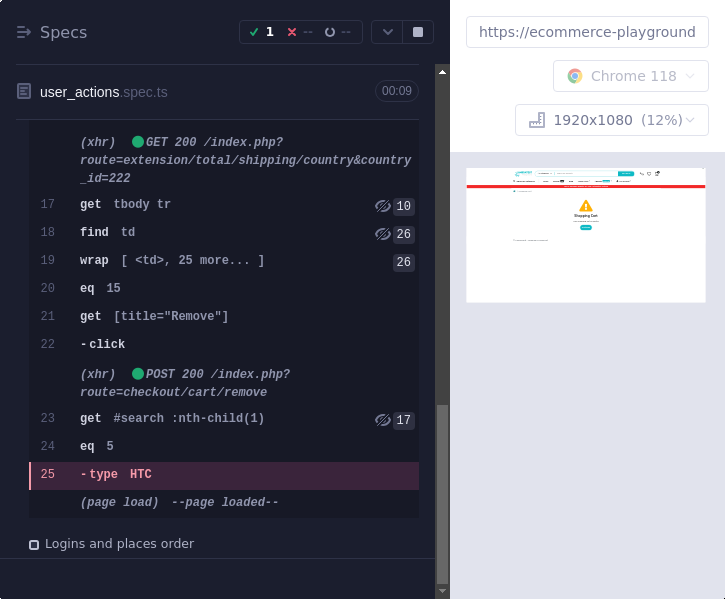 Specs
1
--
--
https://ecommerce-playground
Chrome 118
1920x1080 (12%)
user_actions.spec.ts
00:09
(xhr) GET 200 /index.php?
route=extension/total/shipping/country&country
_id=222
17 get tbody tr 10
18 find td 26
19 wrap [ <td>, 25 more... ] 26
20 eq 15
21 get [title="Remove"]
22 -click
(xhr) POST 200 /index.php?
route=checkout/cart/remove
23 get #search :nth-child(1) 17
24 eq 5
25 -type HTC
(page load) --page loaded--
Logins and places order
Shopping Cart